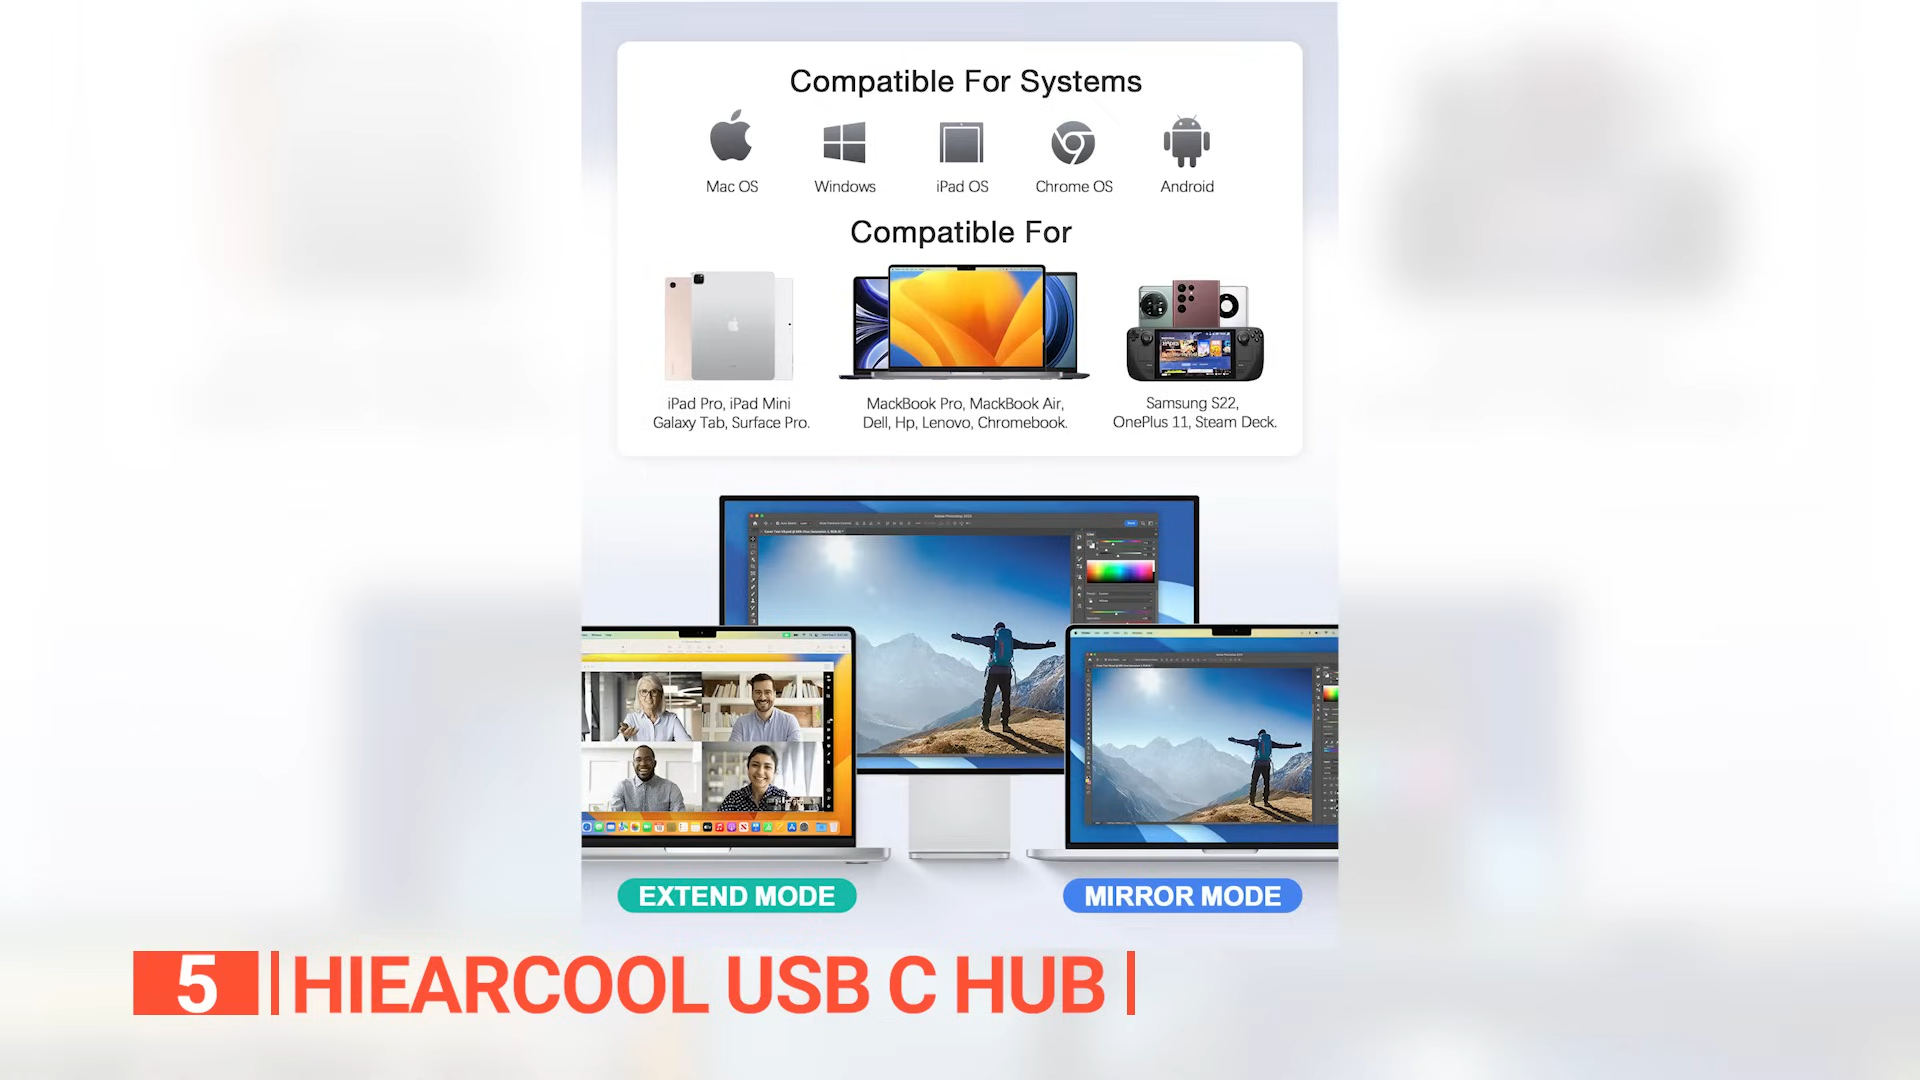 Compatible For Systems
Mac OS Windows iPad OS Chrome OS Android
Compatible For
iPad Pro, iPad Mini
Galaxy Tab, Surface Pro.
MackBook Pro, MackBook Air,
Dell, Hp, Lenovo, Chromebook.
Samsung S22,
OnePlus 11, Steam Deck.
EXTEND MODE
MIRROR MODE
5 HIEARCOOL USB C HUB